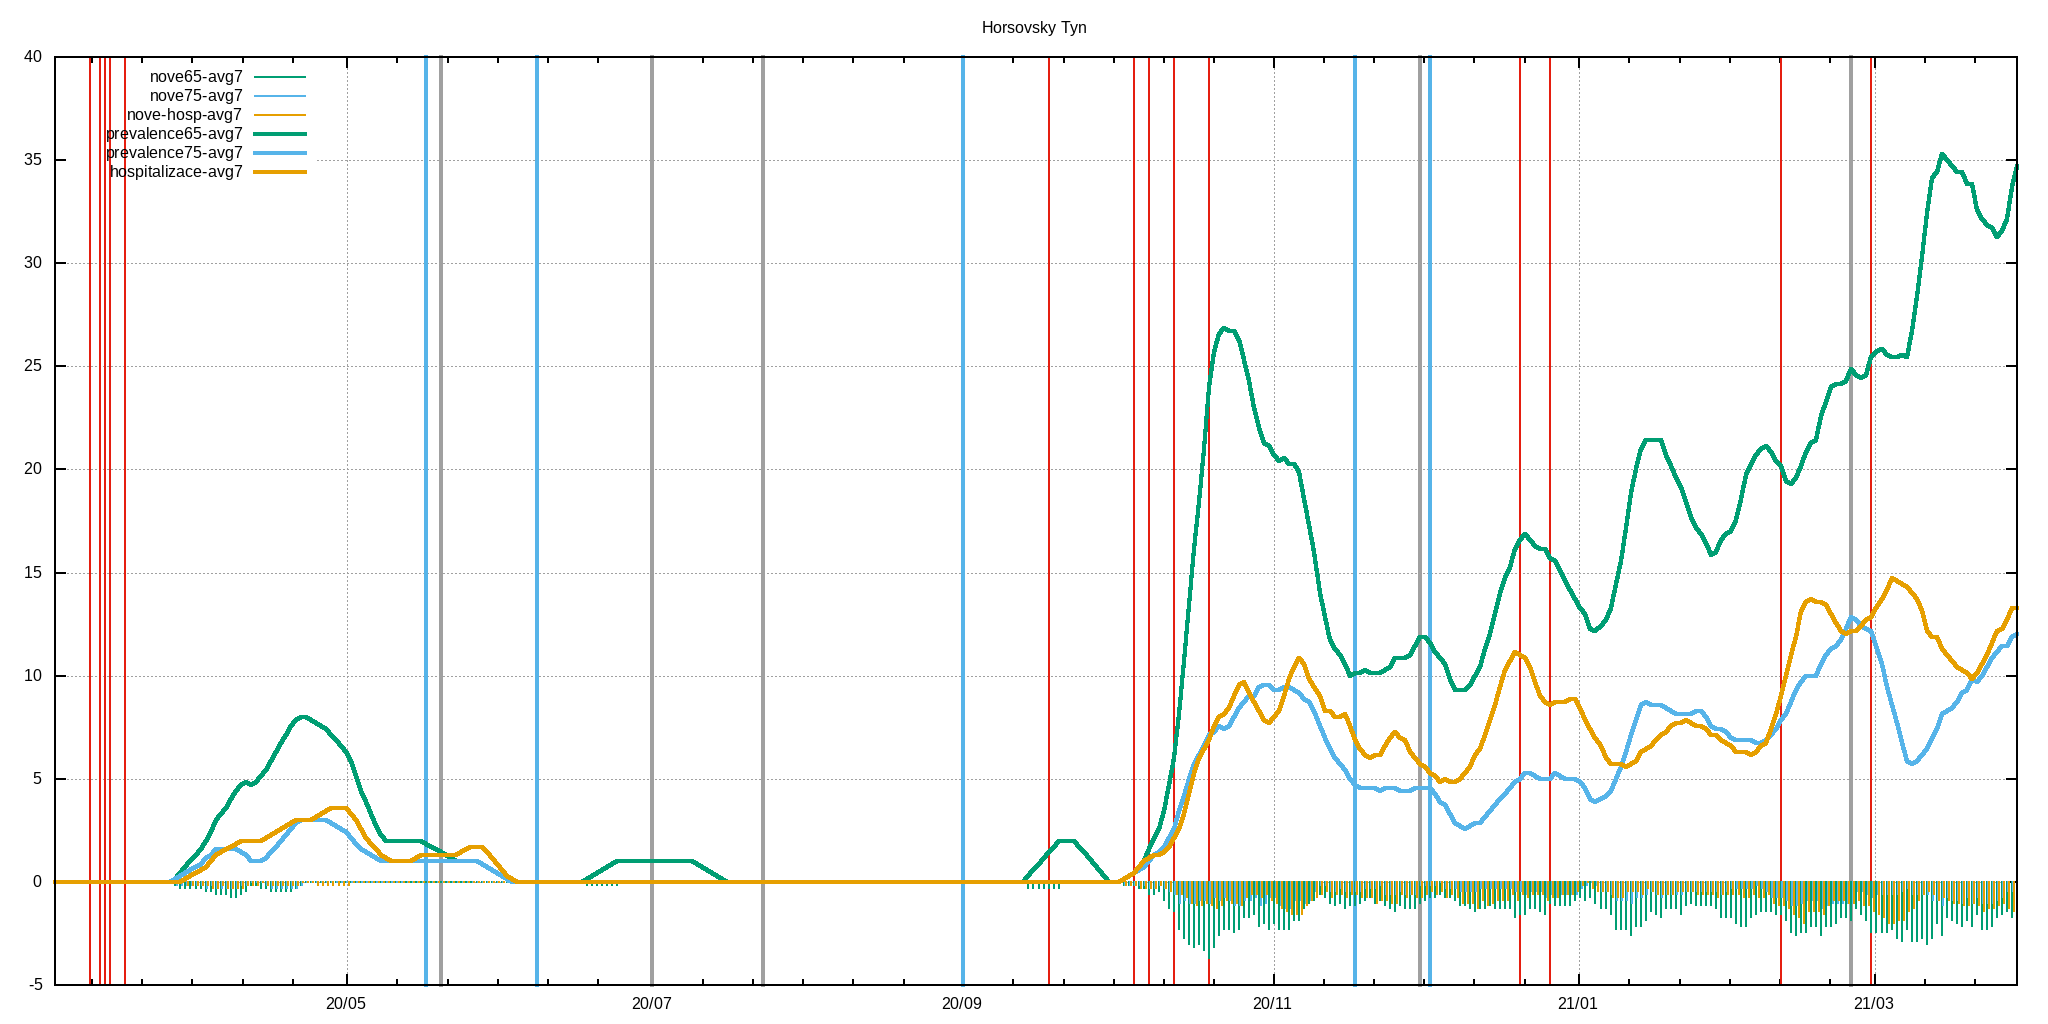 Horsovsky Tyn
40
35
30
25
20
15
10
5
0
-5
nove65-avg7
nove75-avg7
nove-hosp-avg7
prevalence65-avg7
prevalence75-avg7
hospitalizace-avg7
20/05 20/07 20/09 20/11 21/01 21/03